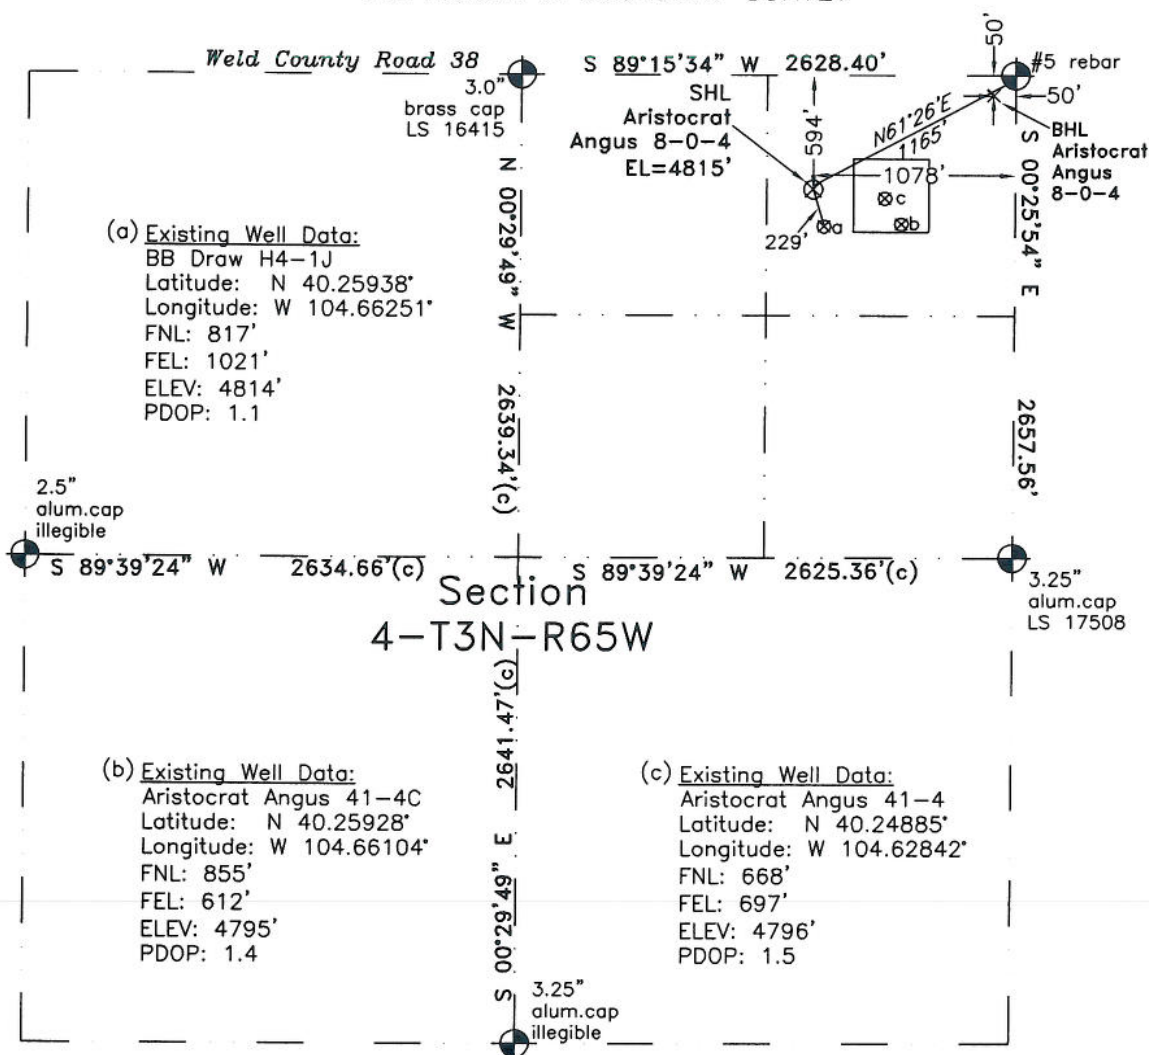 Weld County Road 38
3.0"
brass cap
LS 16415
S 89°15'34" W 2628.40'
50'
#5 rebar
50'
SHL
Aristocrat
Angus 8-0-4
EL=4815'
594'
N61°26'E
1165'
1078'
BHL
Aristocrat
Angus
8-0-4
c
b
a
229'
N 00°29'49" W
2639.34'(c)
S 00°25'54" E
2657.56'
(a) Existing Well Data:
BB Draw H4-1J
Latitude: N 40.25938°
Longitude: W 104.66251°
FNL: 817'
FEL: 1021'
ELEV: 4814'
PDOP: 1.1
2.5"
alum.cap
illegible
S 89°39'24" W 2634.66'(c)
S 89°39'24" W 2625.36'(c)
3.25"
alum.cap
LS 17508
Section
4-T3N-R65W
S 00°29'49" E 2641.47'(c)
(b) Existing Well Data:
Aristocrat Angus 41-4C
Latitude: N 40.25928°
Longitude: W 104.66104°
FNL: 855'
FEL: 612'
ELEV: 4795'
PDOP: 1.4
(c) Existing Well Data:
Aristocrat Angus 41-4
Latitude: N 40.24885°
Longitude: W 104.62842°
FNL: 668'
FEL: 697'
ELEV: 4796'
PDOP: 1.5
3.25"
alum.cap
illegible